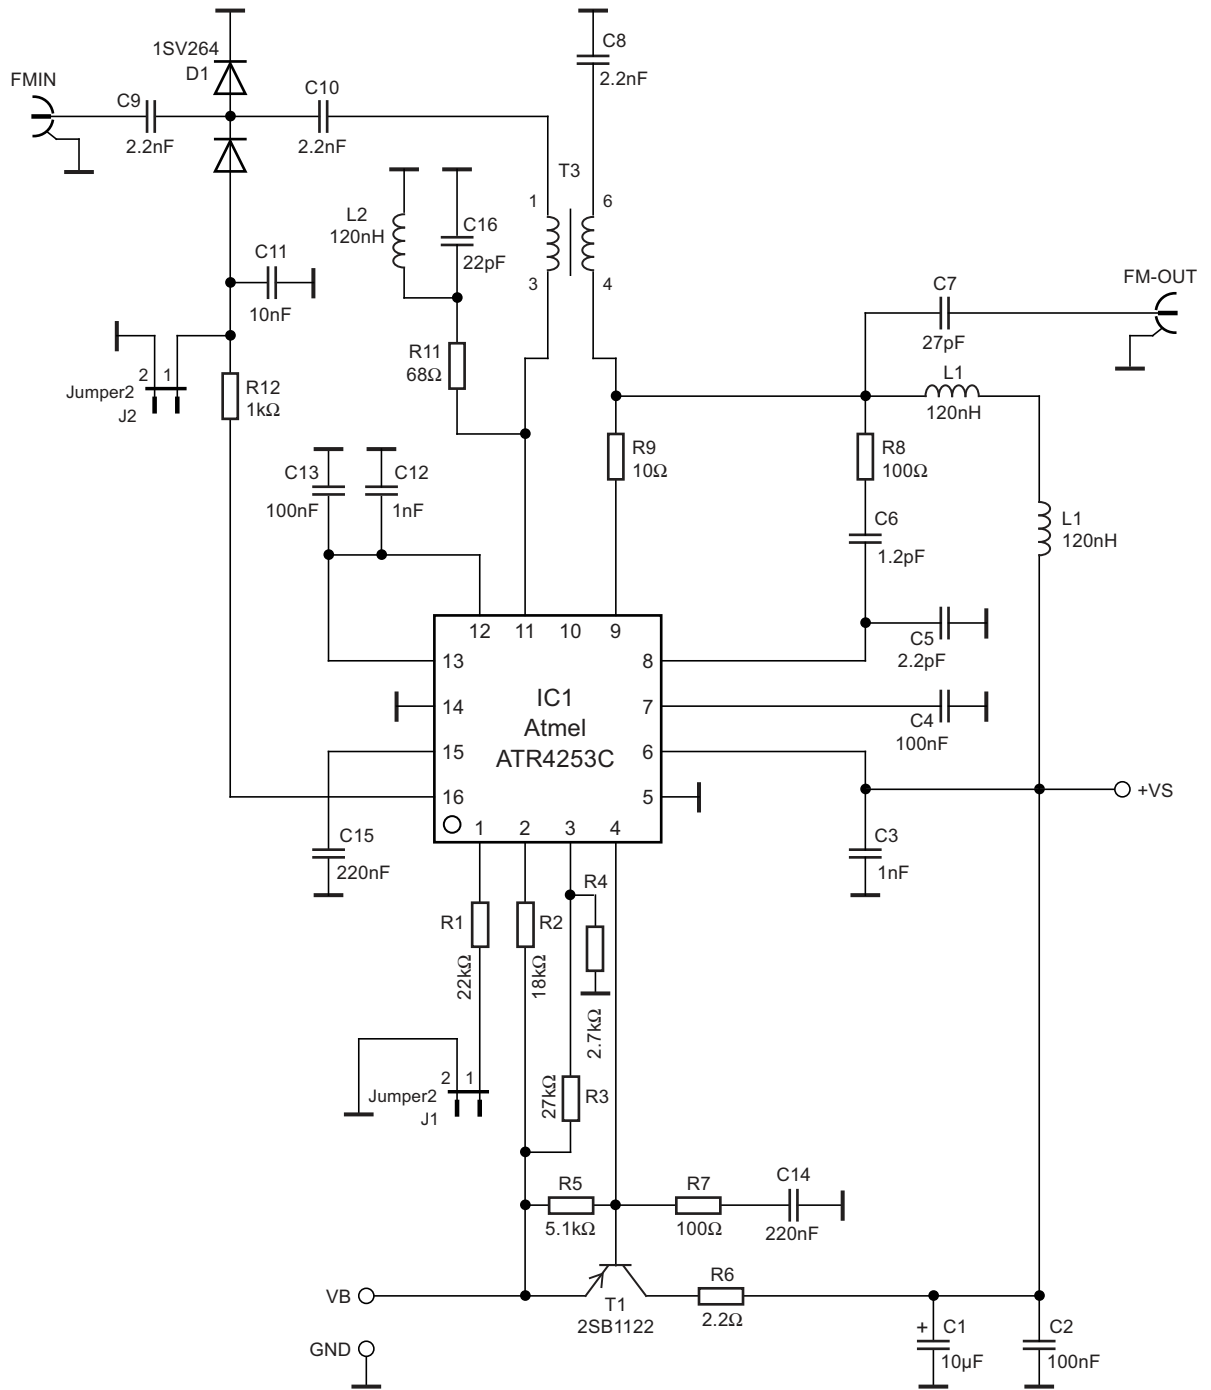 C8
2.2nF
1SV264
D1
FMIN
C9
2.2nF
C10
2.2nF
T3
1
6
3
4
L2
120nH
C16
22pF
C11
10nF
FM-OUT
C7
27pF
R11
68Ω
2 1
Jumper2
J2
R12
1kΩ
L1
120nH
R9
10Ω
R8
100Ω
C13
100nF
C12
1nF
C6
1.2pF
L1
120nH
12 11 10 9
C5
2.2pF
13
8
IC1
Atmel
ATR4253C
14
7
C4
100nF
15
6
16
5
+VS
1 2 3 4
C15
220nF
C3
1nF
R4
R1
22kΩ
R2
18kΩ
2.7kΩ
2 1
Jumper2
J1
27kΩ
R3
R5
5.1kΩ
R7
100Ω
C14
220nF
VB
T1
2SB1122
R6
2.2Ω
GND
+
C1
10µF
C2
100nF